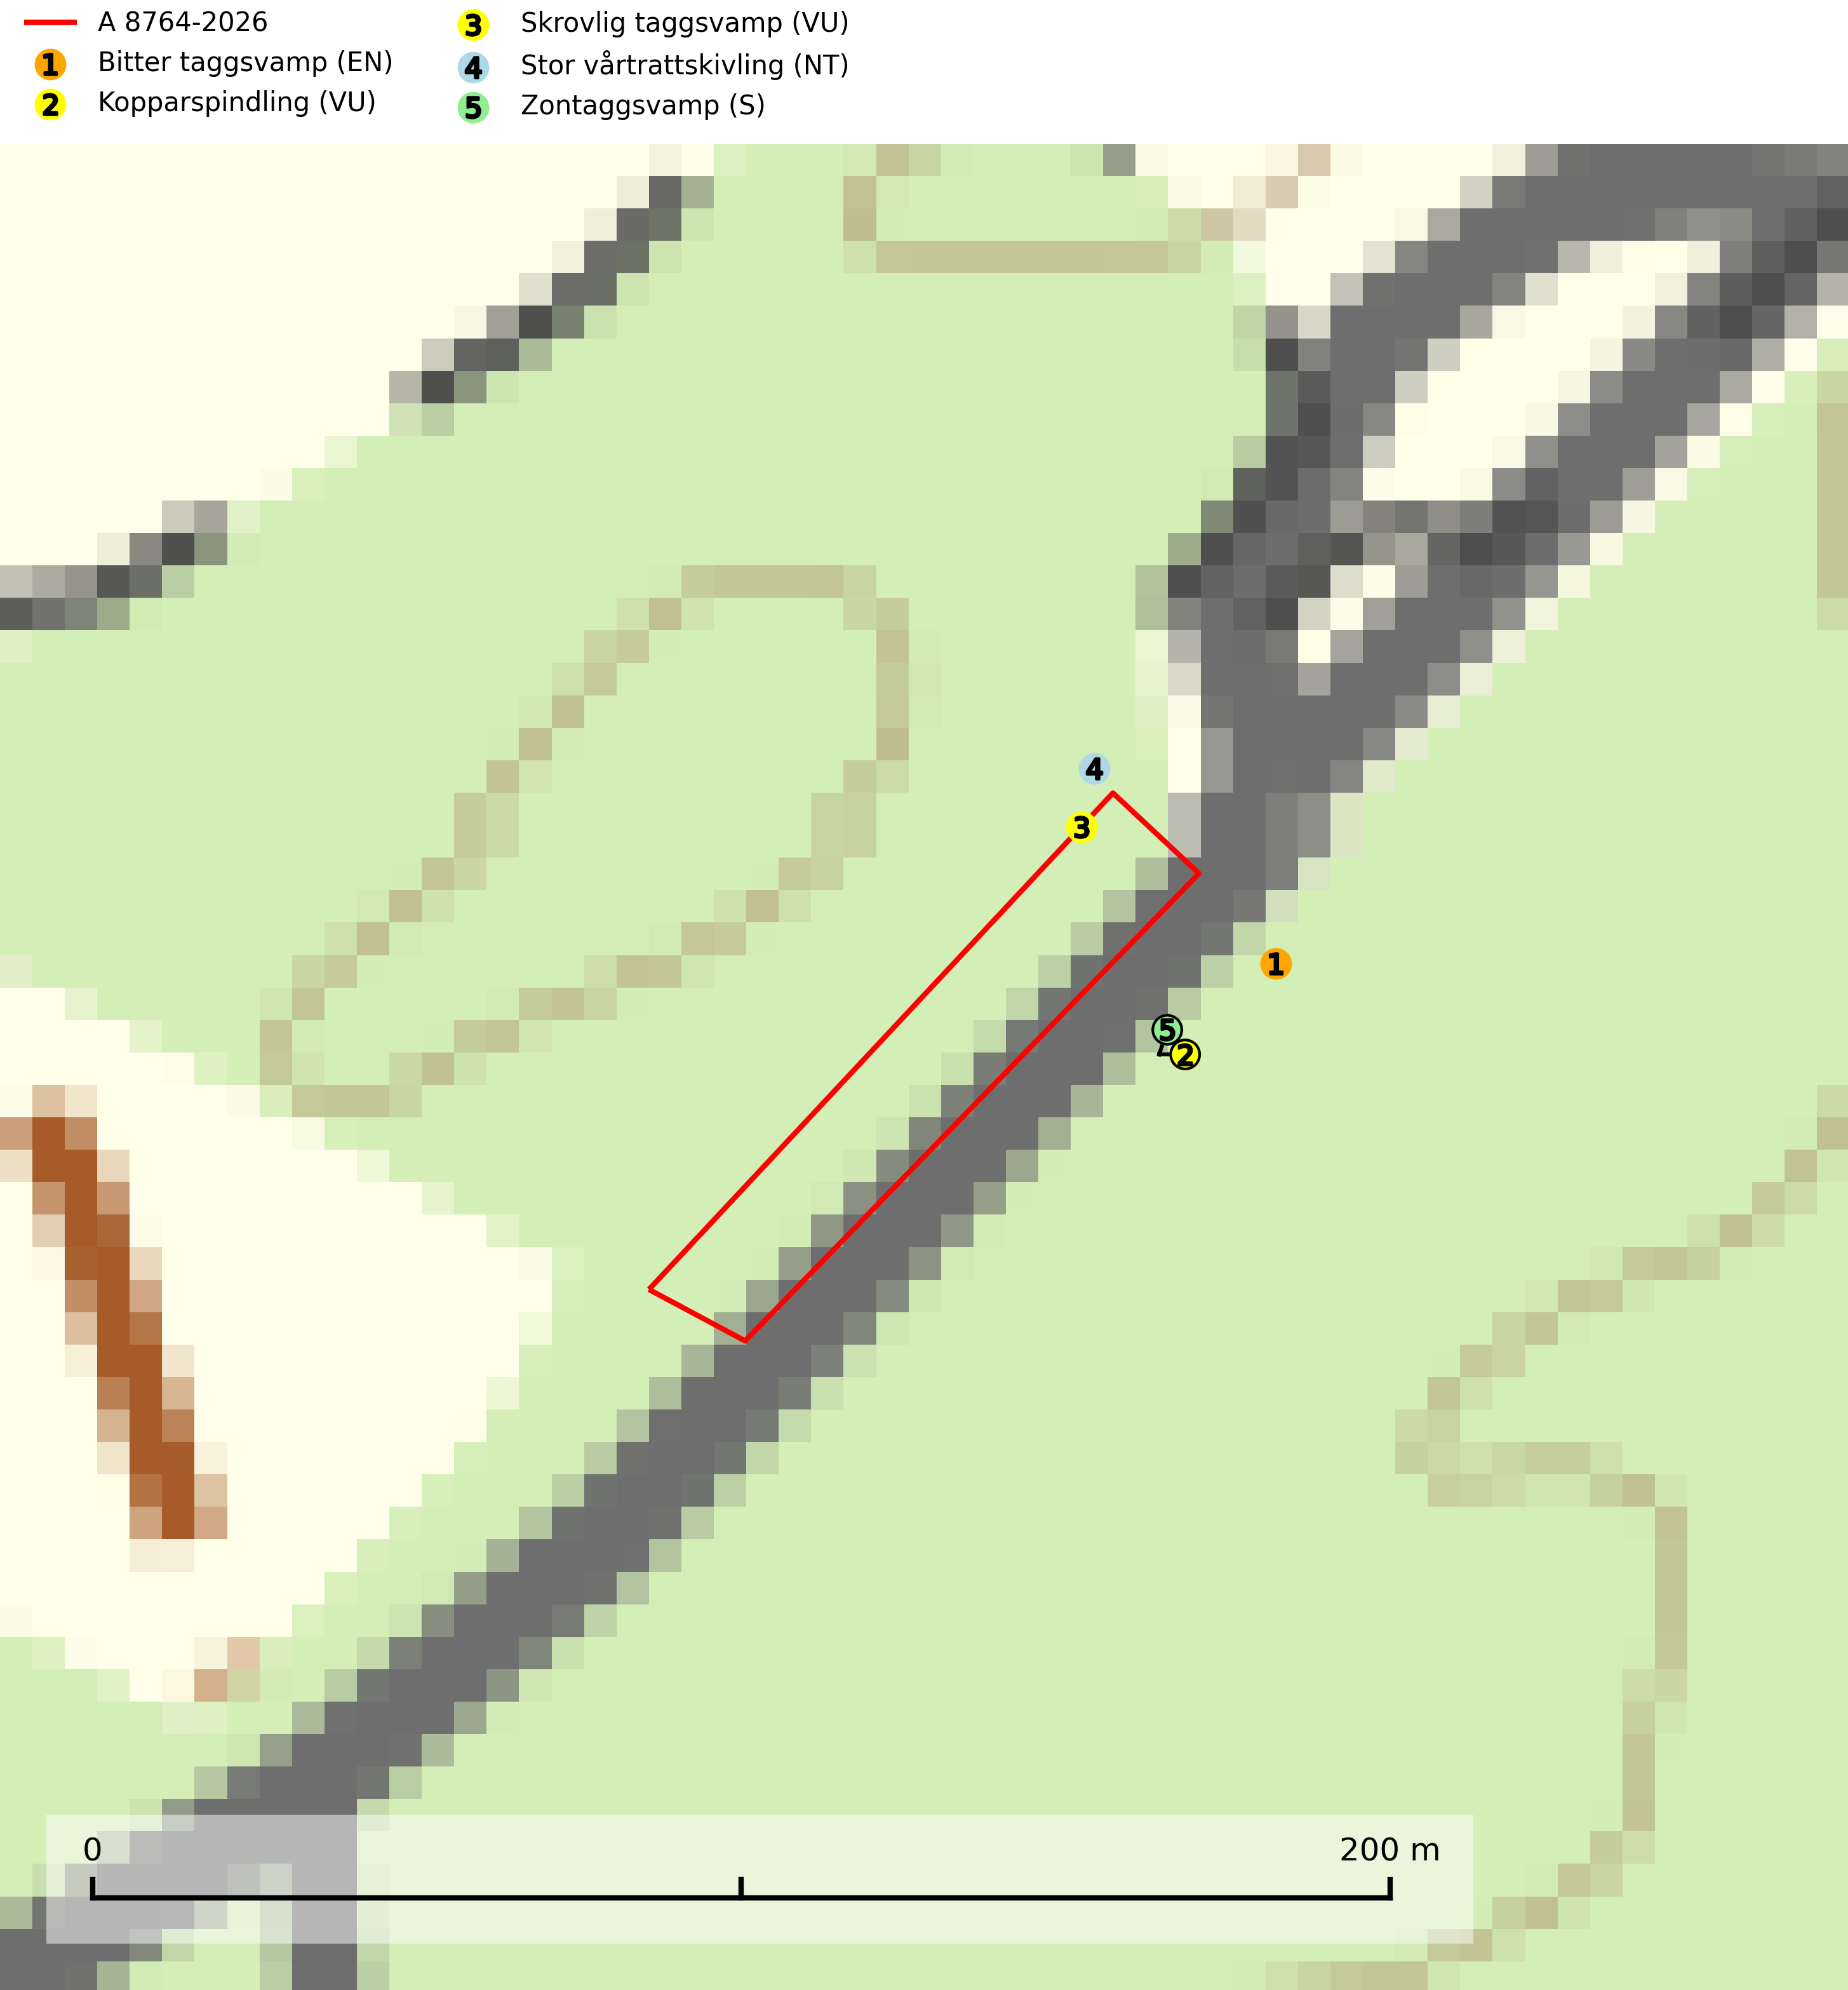 A 8764-2026
1 Bitter taggsvamp (EN)
2 Kopparspindling (VU)
3 Skrovlig taggsvamp (VU)
4 Stor vårtrattskivling (NT)
5 Zontaggsvamp (S)
4
3
1
5
2
0 200 m